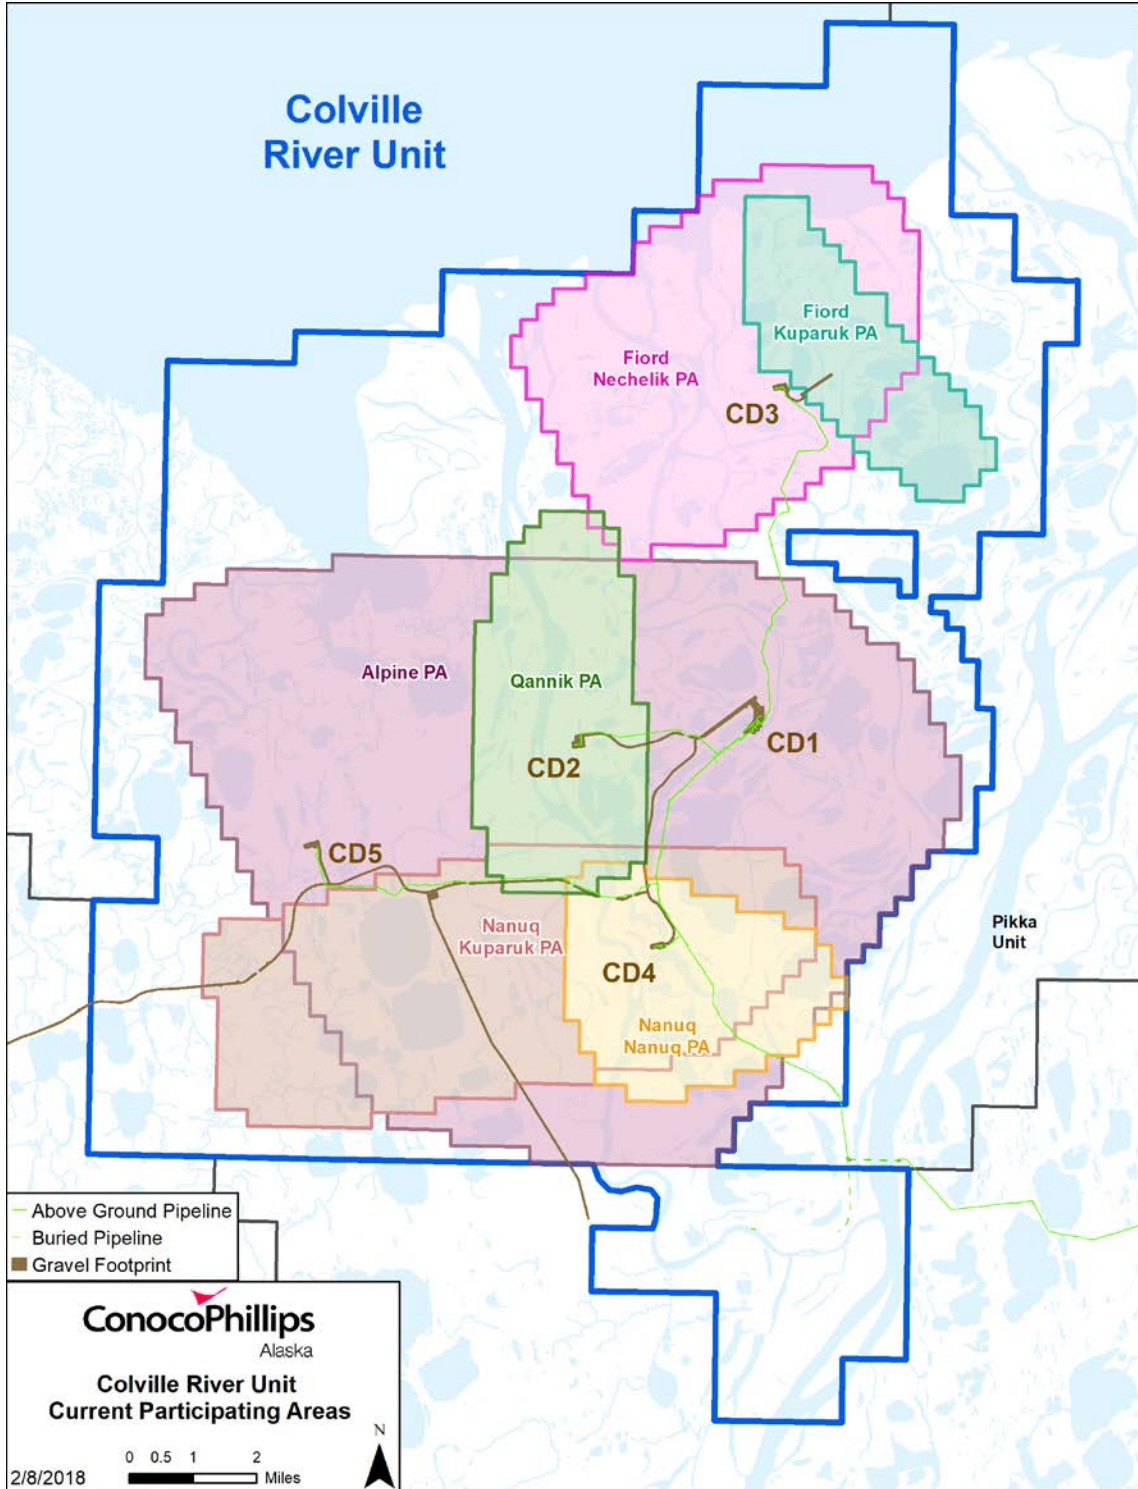 Colville
River Unit
Fiord
Kuparuk PA
Fiord
Nechelik PA
CD3
Alpine PA
Qannik PA
CD1
CD2
CD5
Nanuq
Kuparuk PA
Pikka
Unit
CD4
Nanuq
Nanuq PA
Above Ground Pipeline
Buried Pipeline
Gravel Footprint
ConocoPhillips
Alaska
Colville River Unit
Current Participating Areas
N
0 0.5 1 2
Miles
2/8/2018